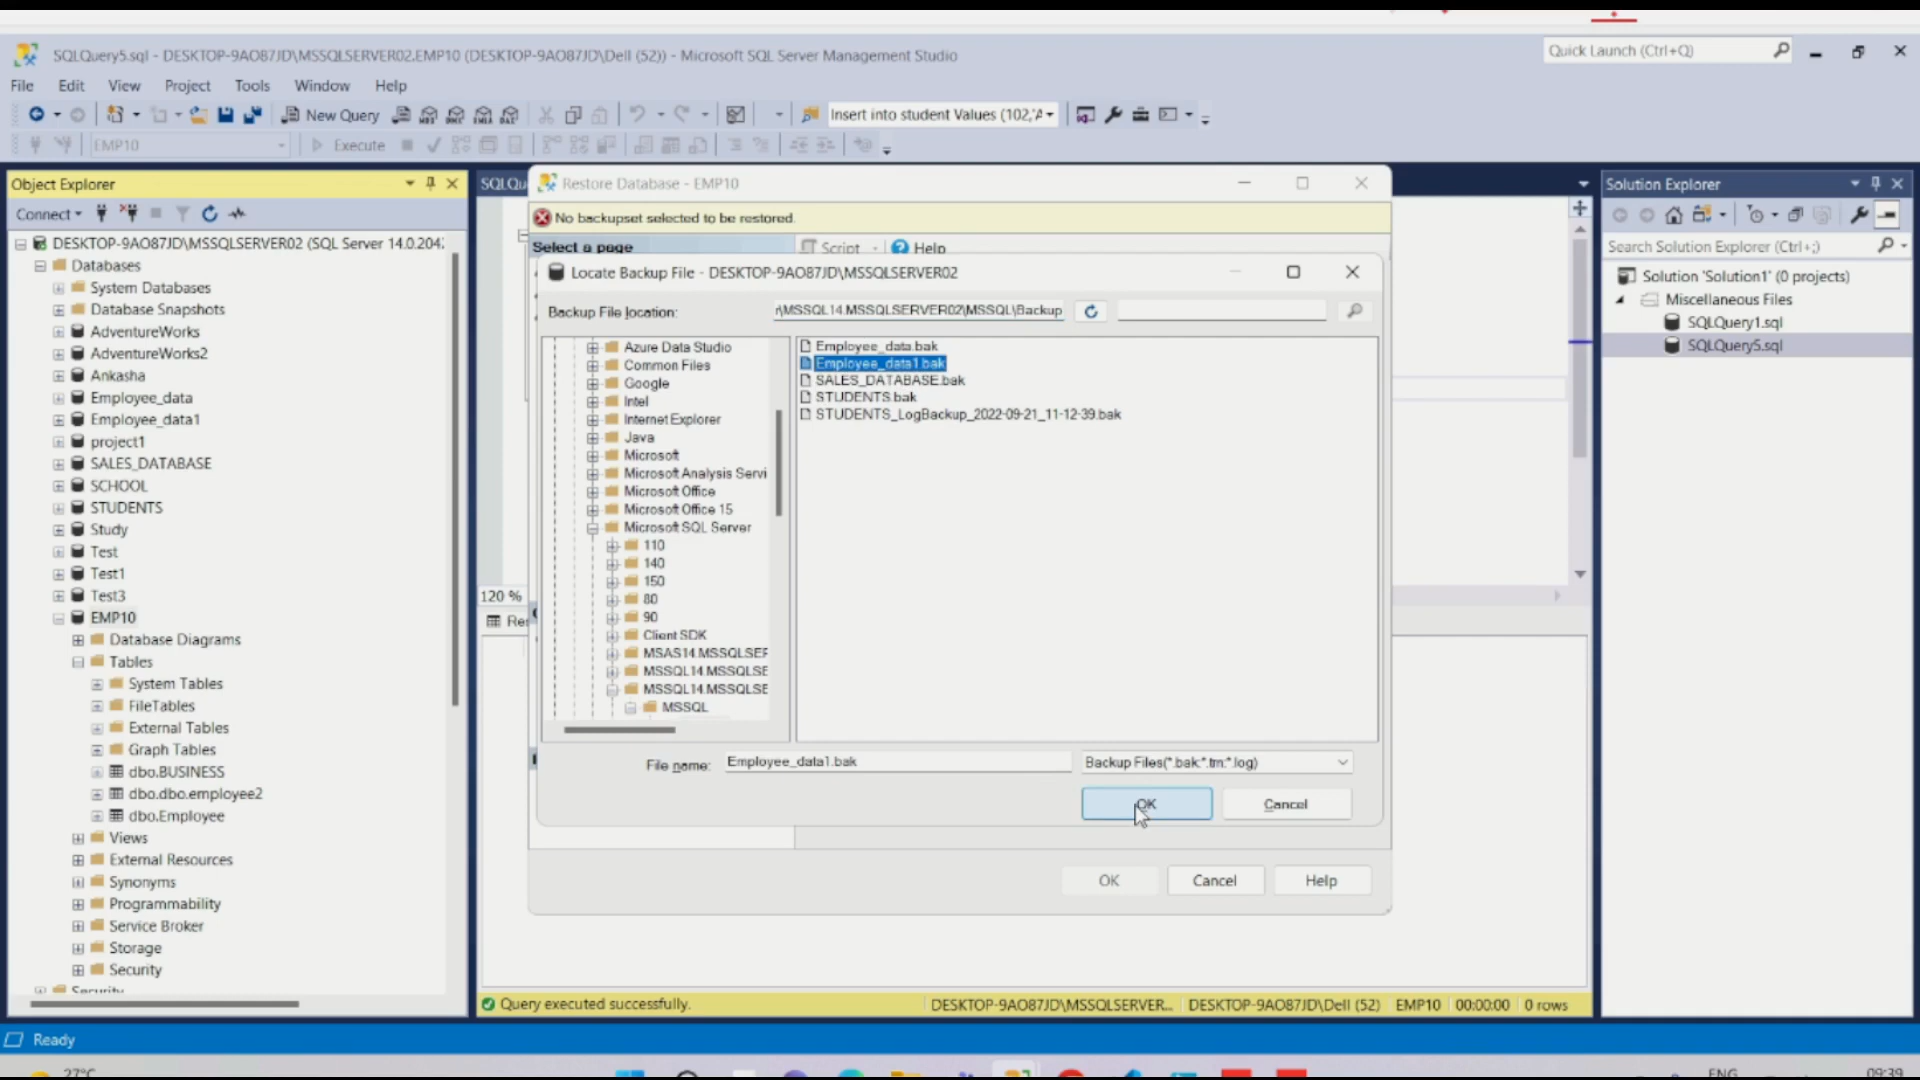 SQLQuery5.sql - DESKTOP-9AO87JD\MSSQLSERVER02.EMP10 (DESKTOP-9AO87JD\Dell (52)) - Microsoft SQL Server Management Studio
Quick Launch (Ctrl+Q)
File Edit View Project Tools Window Help
New Query
Insert into student Values (102,'A
EMP10
Execute
Object Explorer
Connect
DESKTOP-9AO87JD\MSSQLSERVER02 (SQL Server 14.0.204
Databases
System Databases
Database Snapshots
AdventureWorks
AdventureWorks2
Ankasha
Employee_data
Employee_data1
project1
SALES_DATABASE
SCHOOL
STUDENTS
Study
Test
Test1
Test3
EMP10
Database Diagrams
Tables
System Tables
FileTables
External Tables
Graph Tables
dbo.BUSINESS
dbo.dbo.employee2
dbo.Employee
Views
External Resources
Synonyms
Programmability
Service Broker
Storage
Security
Security
SQLQu
120 %
Restore Database - EMP10
No backupset selected to be restored.
Select a page
Script Help
Locate Backup File - DESKTOP-9AO87JD\MSSQLSERVER02
Backup File location:
r\MSSQL14.MSSQLSERVER02\MSSQL\Backup
Azure Data Studio
Common Files
Google
Intel
Internet Explorer
Java
Microsoft
Microsoft Analysis Servi
Microsoft Office
Microsoft Office 15
Microsoft SQL Server
110
140
150
80
90
Client SDK
MSAS14.MSSQLSER
MSSQL14.MSSQLSE
MSSQL14.MSSQLSE
MSSQL
Employee_data.bak
Employee_data1.bak
SALES_DATABASE.bak
STUDENTS.bak
STUDENTS_LogBackup_2022-09-21_11-12-39.bak
File name:
Employee_data1.bak
Backup Files(*.bak;*.trn;*.log)
OK Cancel
OK Cancel Help
Solution Explorer
Search Solution Explorer (Ctrl+;)
Solution 'Solution1' (0 projects)
Miscellaneous Files
SQLQuery1.sql
SQLQuery5.sql
Query executed successfully.
DESKTOP-9AO87JD\MSSQLSERVER... DESKTOP-9AO87JD\Dell (52) EMP10 00:00:00 0 rows
Ready
27°C
ENG
09:39